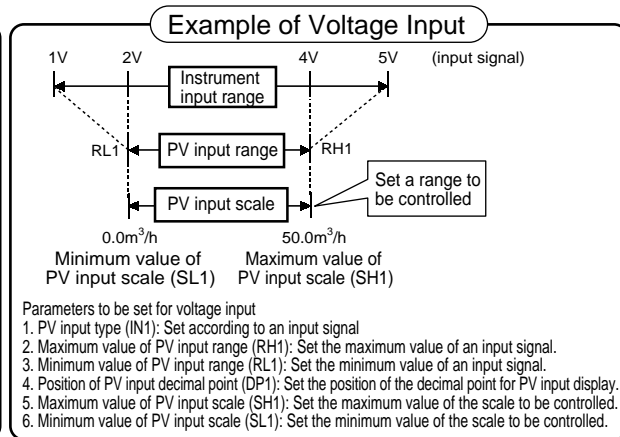 Example of Voltage Input
1V 2V 4V 5V (input signal)
Instrument
input range
RL1 PV input range RH1
PV input scale
Set a range to
be controlled
0.0m³/h 50.0m³/h
Minimum value of
PV input scale (SL1)
Maximum value of
PV input scale (SH1)
Parameters to be set for voltage input
1. PV input type (IN1): Set according to an input signal
2. Maximum value of PV input range (RH1): Set the maximum value of an input signal.
3. Minimum value of PV input range (RL1): Set the minimum value of an input signal.
4. Position of PV input decimal point (DP1): Set the position of the decimal point for PV input display.
5. Maximum value of PV input scale (SH1): Set the maximum value of the scale to be controlled.
6. Minimum value of PV input scale (SL1): Set the minimum value of the scale to be controlled.